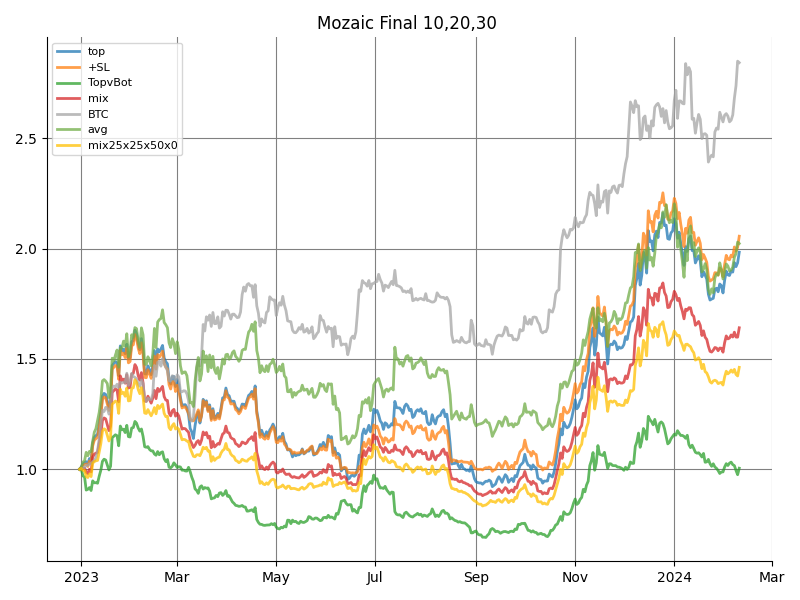 Mozaic Final 10,20,30
top
+SL
TopvBot
mix
BTC
avg
mix25x25x50x0
2.5
2.0
1.5
1.0
2023 Mar May Jul Sep Nov 2024 Mar